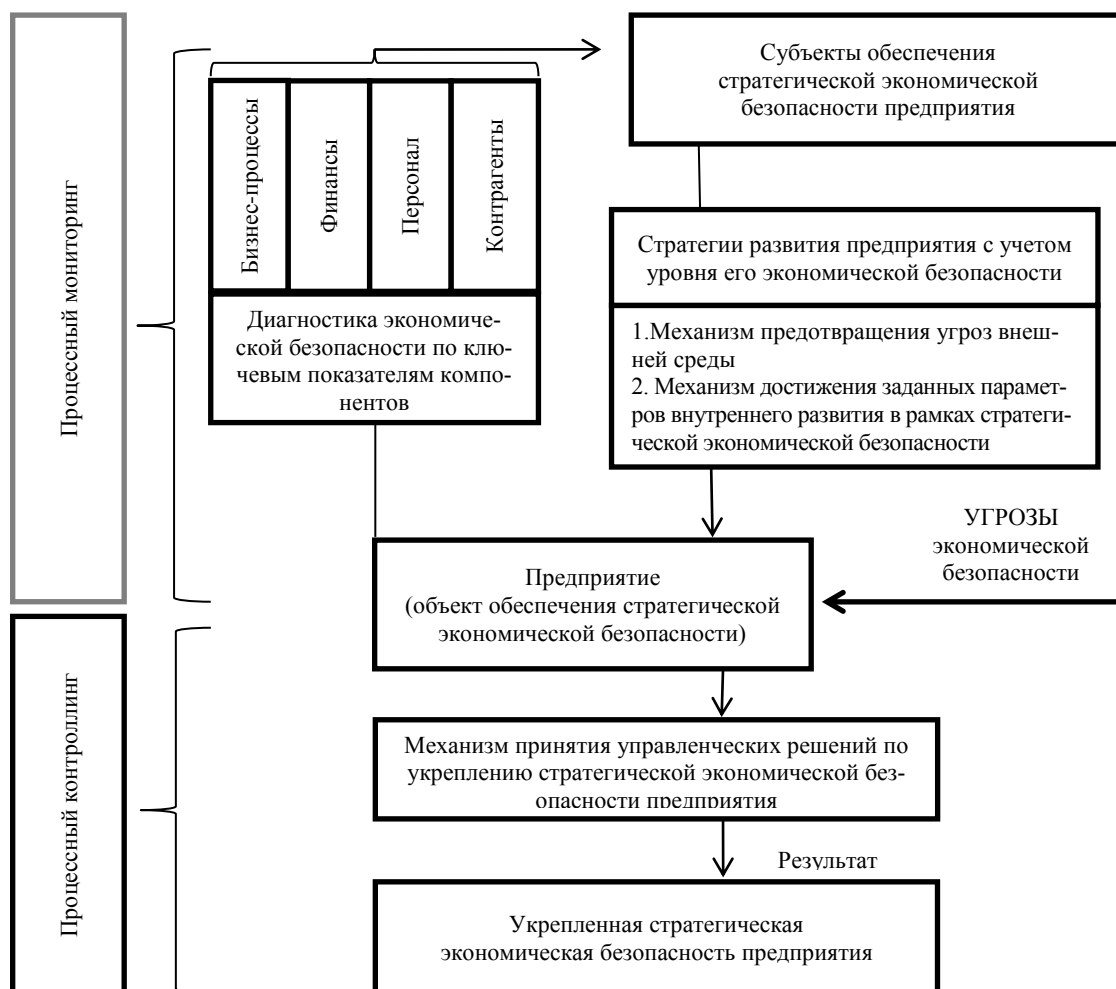 Процессный мониторинг
Бизнес-процессы
Финансы
Персонал
Контрагенты
Диагностика экономиче-
ской безопасности по клю-
чевым показателям компо-
нентов
Субъекты обеспечения
стратегической экономической
безопасности предприятия
Стратегии развития предприятия с учетом
уровня его экономической безопасности
1.Механизм предотвращения угроз внеш-
ней среды
2. Механизм достижения заданных парамет-
ров внутреннего развития в рамках стратеги-
ческой экономической безопасности
УГРОЗЫ
экономической
безопасности
Предприятие
(объект обеспечения стратегической
экономической безопасности)
Процессный контроллинг
Механизм принятия управленческих решений по
укреплению стратегической экономической без-
опасности предприятия
Результат
Укрепленная стратегическая
экономическая безопасность предприятия